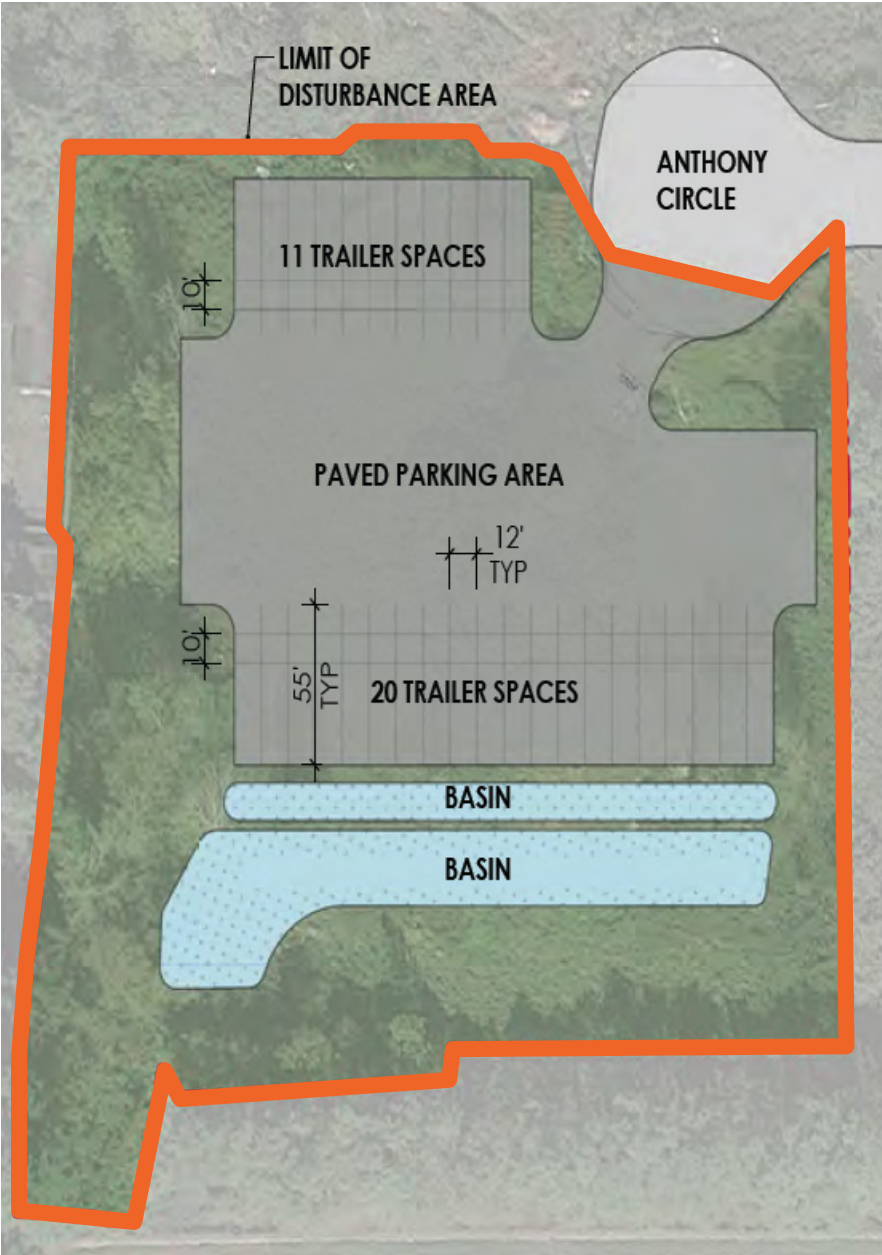 LIMIT OF
DISTURBANCE AREA
ANTHONY
CIRCLE
11 TRAILER SPACES
10'
PAVED PARKING AREA
12'
TYP
10'
55'
TYP
20 TRAILER SPACES
BASIN
BASIN